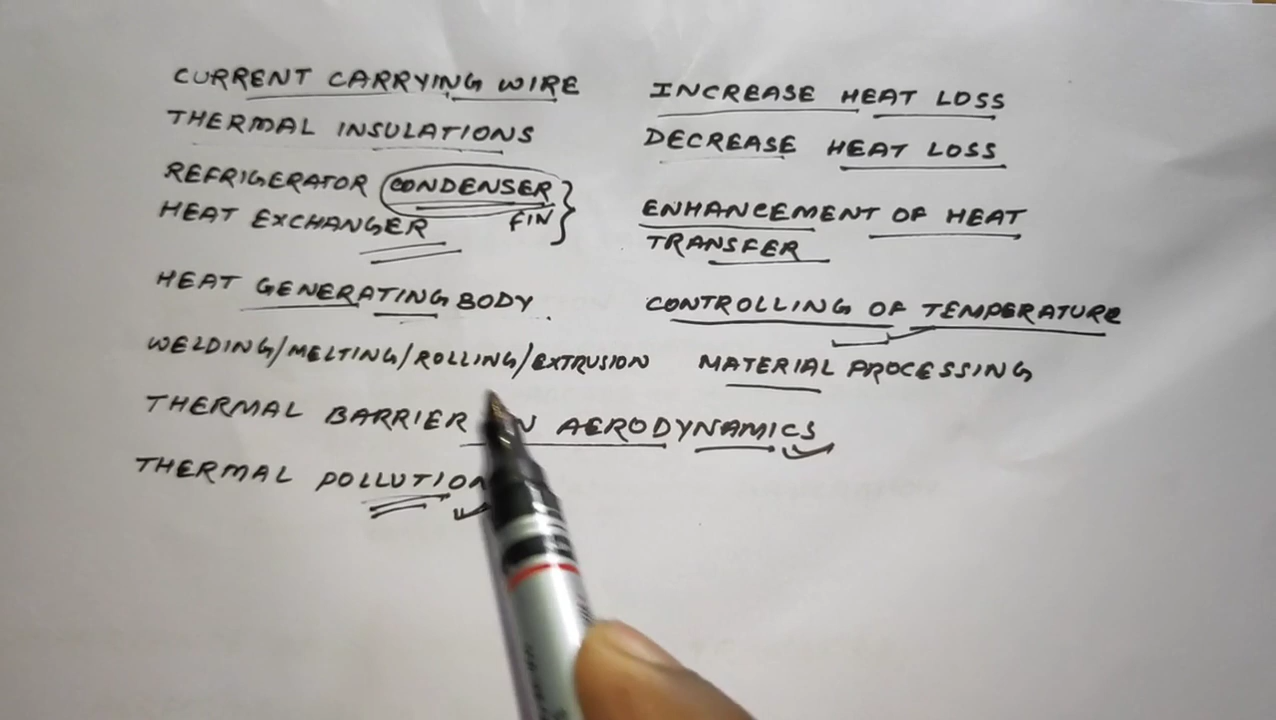 CURRENT CARRYING WIRE INCREASE HEAT LOSS
THERMAL INSULATIONS DECREASE HEAT LOSS
REFRIGERATOR CONDENSER
HEAT EXCHANGER FIN
ENHANCEMENT OF HEAT
TRANSFER
HEAT GENERATING BODY. CONTROLLING OF TEMPERATURE
WELDING/MELTING/ROLLING/EXTRUSION MATERIAL PROCESSING
THERMAL BARRIER IN AERODYNAMICS
THERMAL POLLUTION